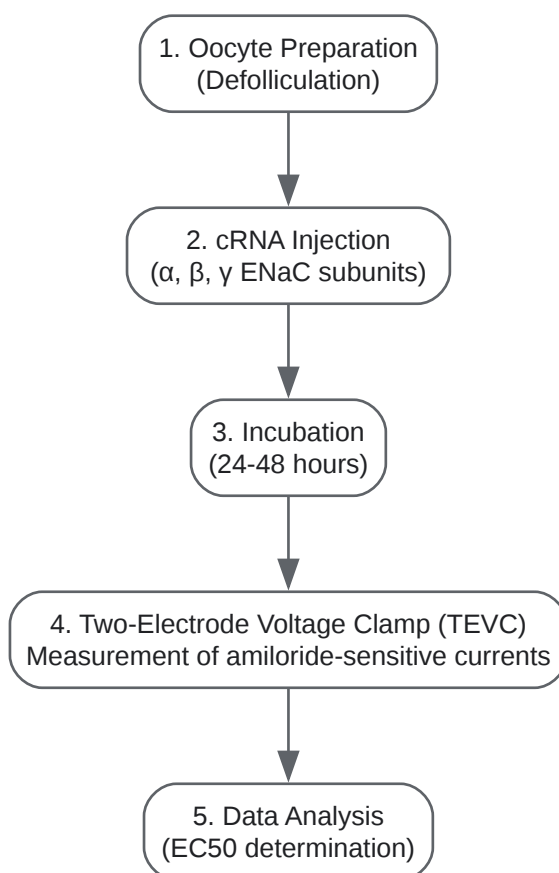 1. Oocyte Preparation
(Defolliculation)
2. cRNA Injection
(α, β, γ ENaC subunits)
3. Incubation
(24-48 hours)
4. Two-Electrode Voltage Clamp (TEVC)
Measurement of amiloride-sensitive currents
5. Data Analysis
(EC50 determination)